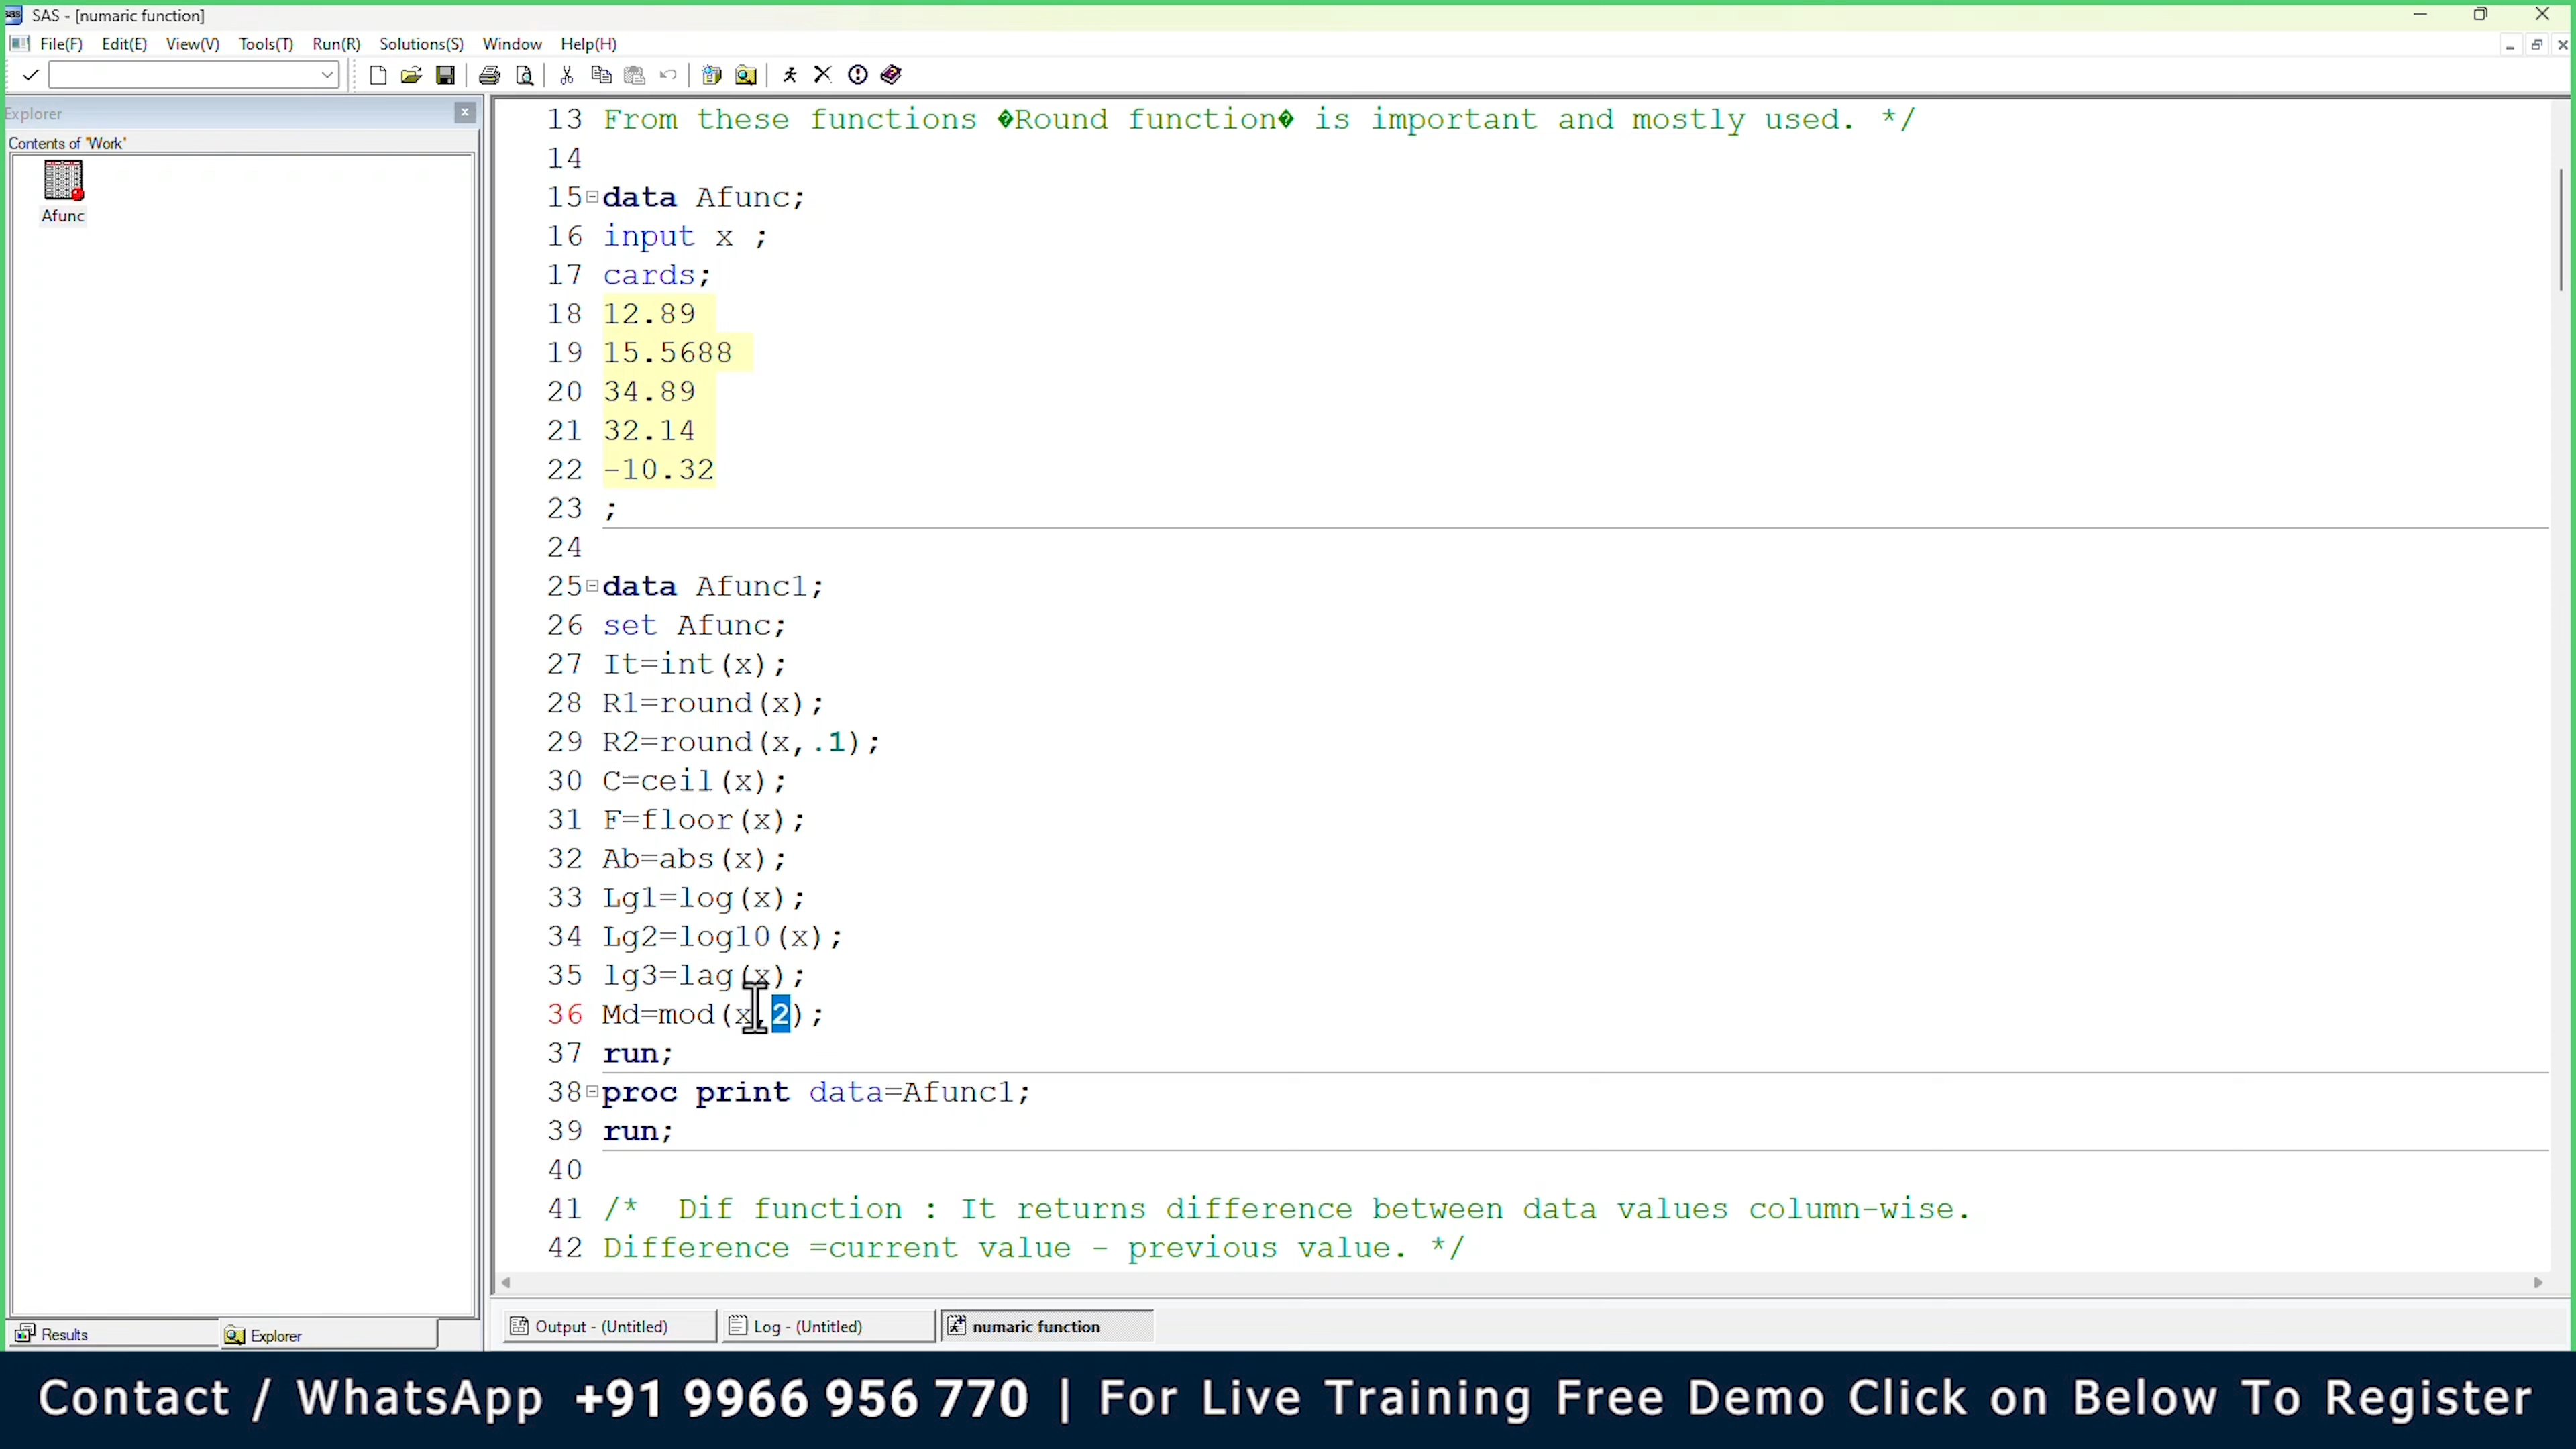 SAS - [numaric function]
File(F) Edit(E) View(V) Tools(T) Run(R) Solutions(S) Window Help(H)
Explorer
Contents of 'Work'
Afunc
13 From these functions �Round function� is important and mostly used. */
14
15 data Afunc;
16 input x ;
17 cards;
18 12.89
19 15.5688
20 34.89
21 32.14
22 -10.32
23 ;
24
25 data Afunc1;
26 set Afunc;
27 It=int(x);
28 R1=round(x);
29 R2=round(x,.1);
30 C=ceil(x);
31 F=floor(x);
32 Ab=abs(x);
33 Lg1=log(x);
34 Lg2=log10(x);
35 lg3=lag(x);
36 Md=mod(x,2);
37 run;
38 proc print data=Afunc1;
39 run;
40
41 /* Dif function : It returns difference between data values column-wise.
42 Difference =current value - previous value. */
Results Explorer
Output - (Untitled) Log - (Untitled) numaric function
Contact / WhatsApp +91 9966 956 770 | For Live Training Free Demo Click on Below To Register